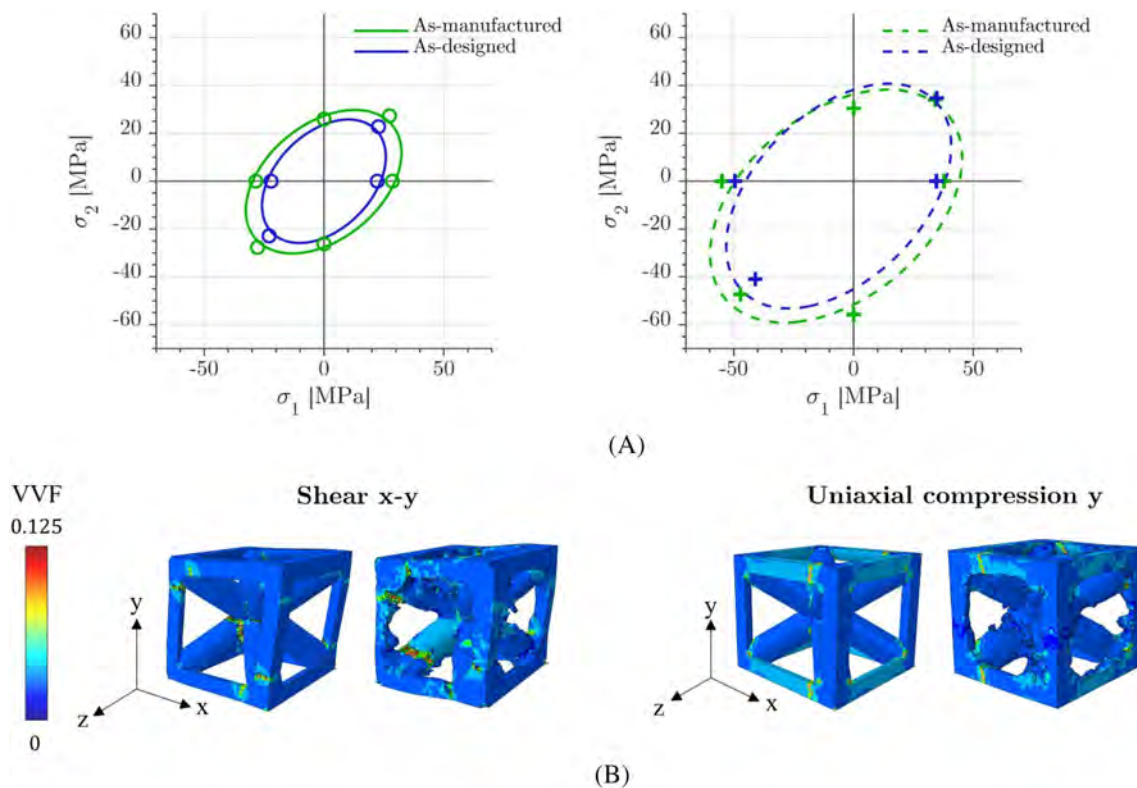 60
As-manufactured
As-designed
40
20
0
-20
-40
-60
σ2 [MPa]
-50
0
50
σ1 [MPa]
60
As-manufactured
As-designed
40
20
0
-20
-40
-60
σ2 [MPa]
-50
0
50
σ1 [MPa]
(A)
VVF
0.125
0
Shear x-y
y
x
z
Uniaxial compression y
y
x
z
(B)